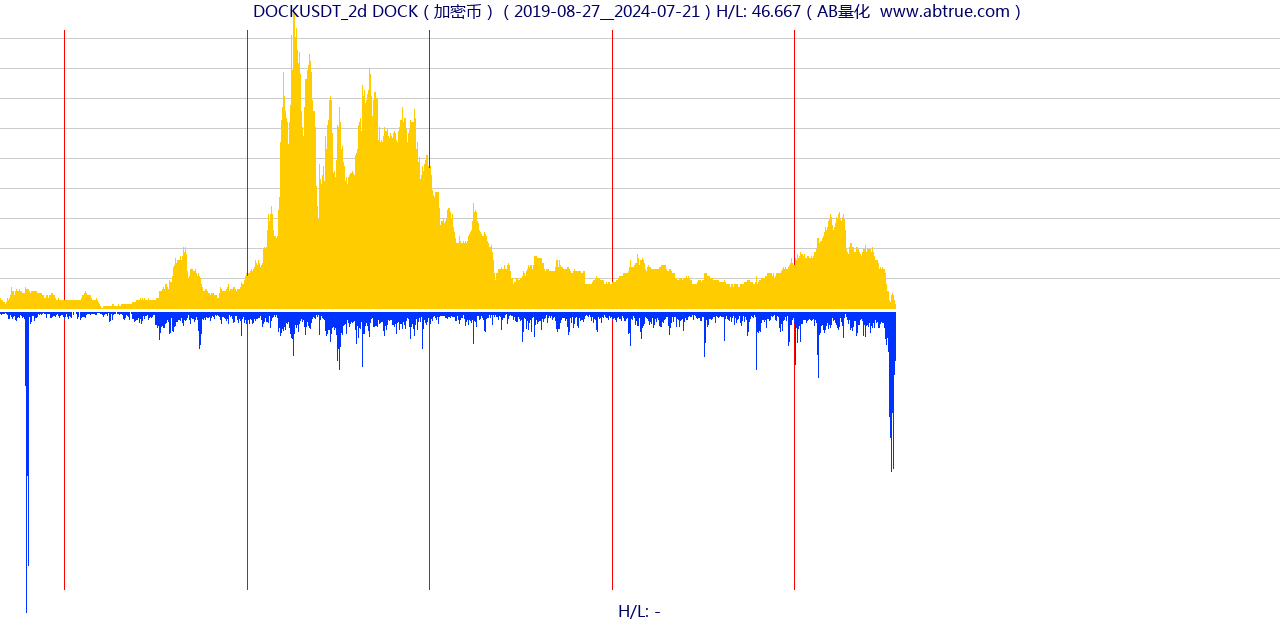 DOCKUSDT_2d DOCK ( 加密币 ) ( 2019-08-27__2024-07-21 ) H/L: 46.667 ( AB量化  www.abtrue.com )
H/L: -